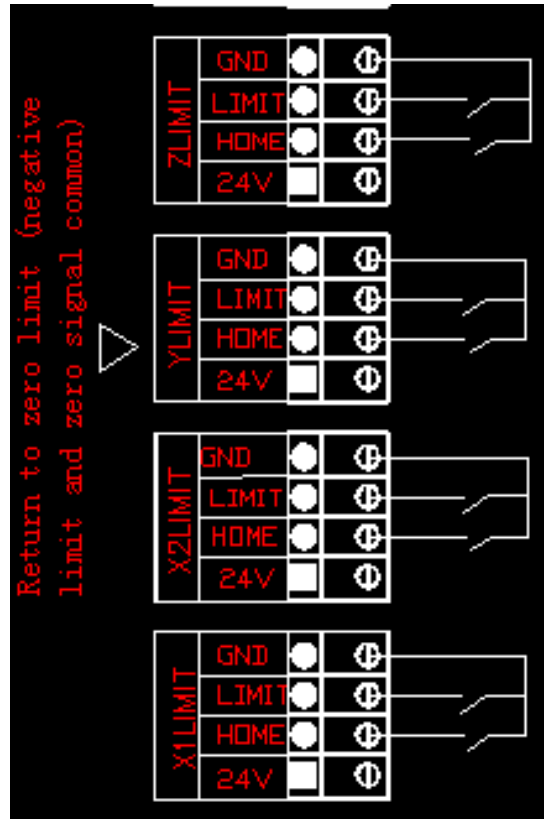 Return to zero limit (negative
limit and zero signal common)
ZLIMIT
GND
LIMIT
HOME
24V
YLIMIT
GND
LIMIT
HOME
24V
X2LIMIT
GND
LIMIT
HOME
24V
X1LIMIT
GND
LIMIT
HOME
24V